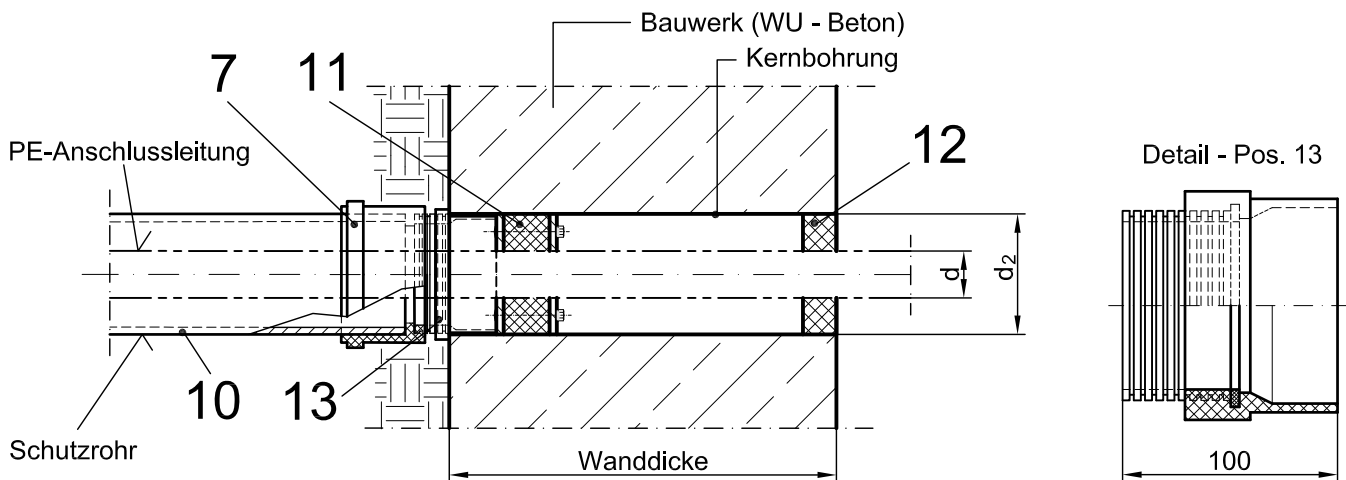 Bauwerk (WU - Beton)
Kernbohrung
7
11
PE-Anschlussleitung
12
Detail - Pos. 13
d
d2
10
13
Schutzrohr
Wanddicke
100